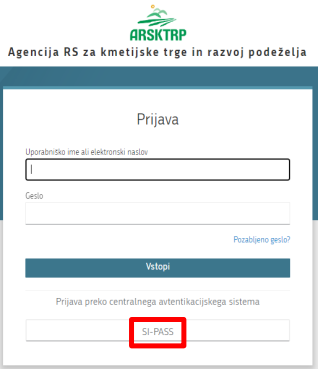 ARSKTRP
Agencija RS za kmetijske trge in razvoj podeželja
Prijava
Uporabniško ime ali elektronski naslov
Geslo
Pozabljeno geslo?
Vstopi
Prijava preko centralnega avtentikacijskega sistema
SI-PASS